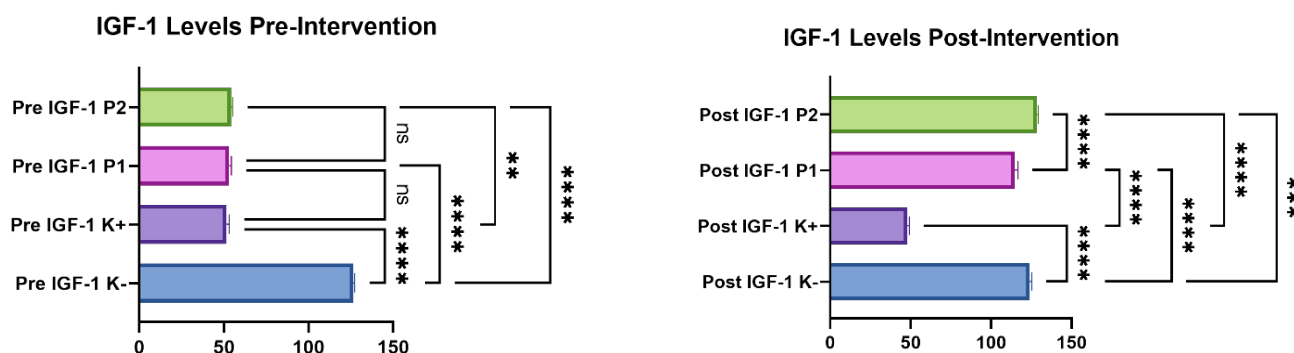 IGF-1 Levels Pre-Intervention
Pre IGF-1 P2
Pre IGF-1 P1
Pre IGF-1 K+
Pre IGF-1 K-
ns
ns
****
****
**
****
0 50 100 150
IGF-1 Levels Post-Intervention
Post IGF-1 P2
Post IGF-1 P1
Post IGF-1 K+
Post IGF-1 K-
****
****
****
****
****
***
0 50 100 150